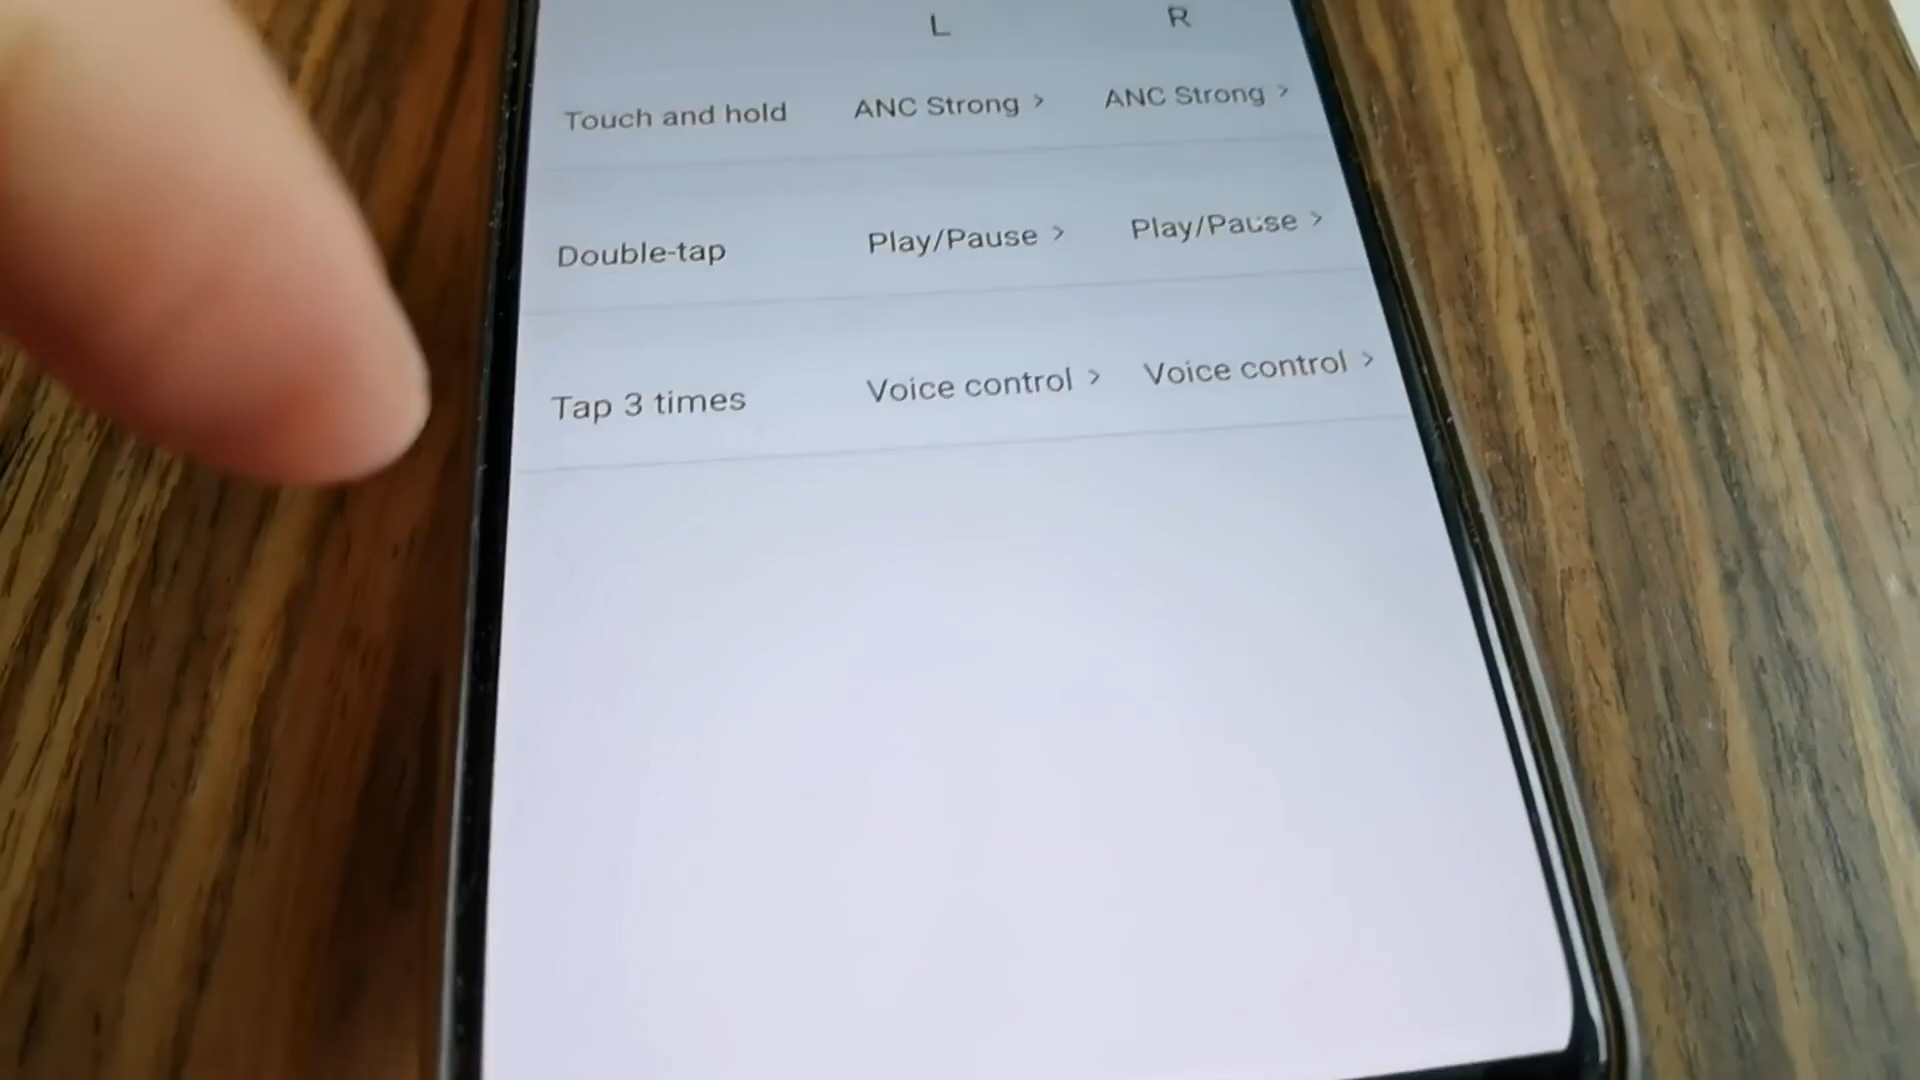 L R
Touch and hold ANC Strong > ANC Strong >
Double-tap Play/Pause > Play/Pause >
Tap 3 times Voice control > Voice control >